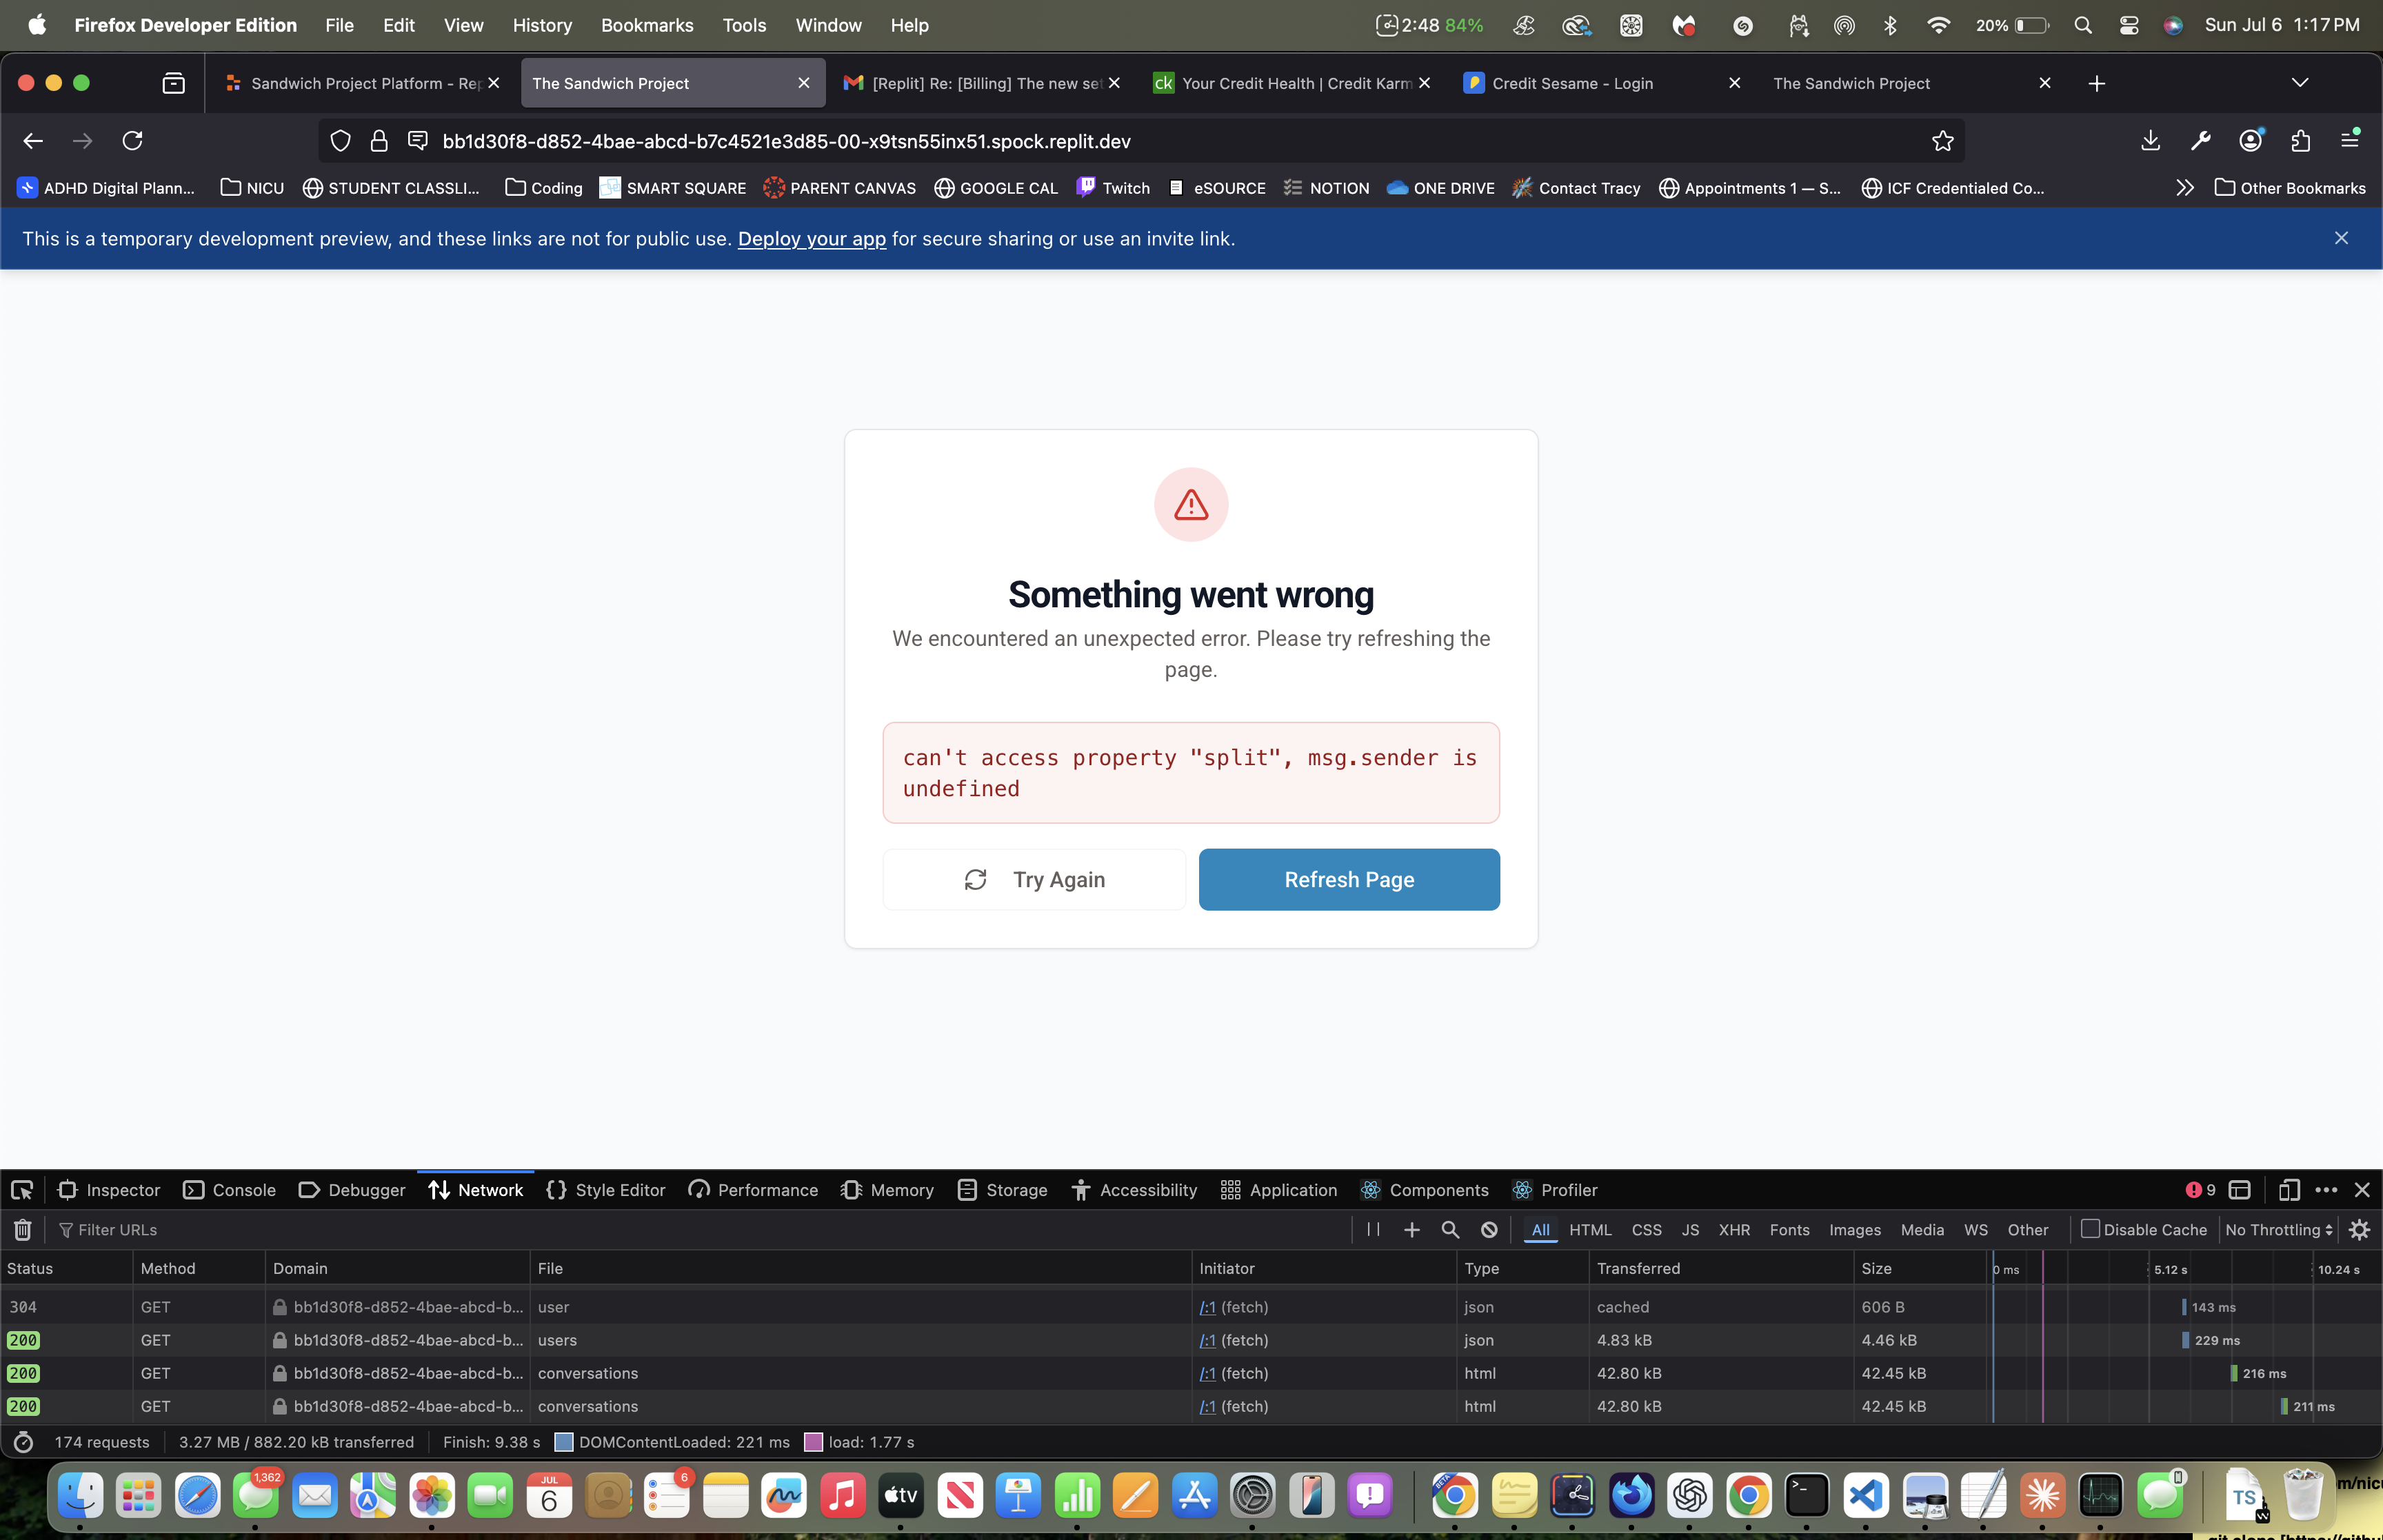 Firefox Developer Edition File Edit View History Bookmarks Tools Window Help 2:48 84% 20% Sun Jul 6 1:17 PM
Sandwich Project Platform - Rep The Sandwich Project [Replit] Re: [Billing] The new set ck Your Credit Health | Credit Karm Credit Sesame - Login The Sandwich Project
bb1d30f8-d852-4bae-abcd-b7c4521e3d85-00-x9tsn55inx51.spock.replit.dev
ADHD Digital Plann... NICU STUDENT CLASSLI... Coding SMART SQUARE PARENT CANVAS GOOGLE CAL Twitch eSOURCE NOTION ONE DRIVE Contact Tracy Appointments 1 — S... ICF Credentialed Co... Other Bookmarks
This is a temporary development preview, and these links are not for public use. Deploy your app for secure sharing or use an invite link.
Something went wrong
We encountered an unexpected error. Please try refreshing the
page.
can't access property "split", msg.sender is
undefined
Try Again Refresh Page
Inspector Console Debugger Network Style Editor Performance Memory Storage Accessibility Application Components Profiler 9
Filter URLs All HTML CSS JS XHR Fonts Images Media WS Other Disable Cache No Throttling
Status Method Domain File Initiator Type Transferred Size 0 ms 5.12 s 10.24 s
304 GET bb1d30f8-d852-4bae-abcd-b... user /:1 (fetch) json cached 606 B 143 ms
200 GET bb1d30f8-d852-4bae-abcd-b... users /:1 (fetch) json 4.83 kB 4.46 kB 229 ms
200 GET bb1d30f8-d852-4bae-abcd-b... conversations /:1 (fetch) html 42.80 kB 42.45 kB 216 ms
200 GET bb1d30f8-d852-4bae-abcd-b... conversations /:1 (fetch) html 42.80 kB 42.45 kB 211 ms
174 requests 3.27 MB / 882.20 kB transferred Finish: 9.38 s DOMContentLoaded: 221 ms load: 1.77 s
1,362 JUL 6 6 tv BETA TS m/nic